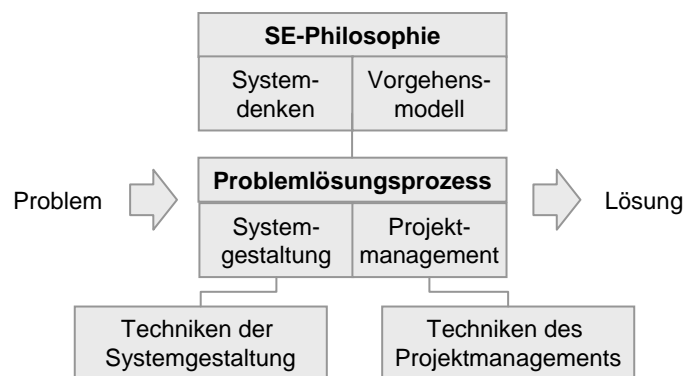 SE-Philosophie
System-
denken
Vorgehens-
modell
Problem
Problemlösungsprozess
System-
gestaltung
Projekt-
management
Lösung
Techniken der
Systemgestaltung
Techniken des
Projektmanagements